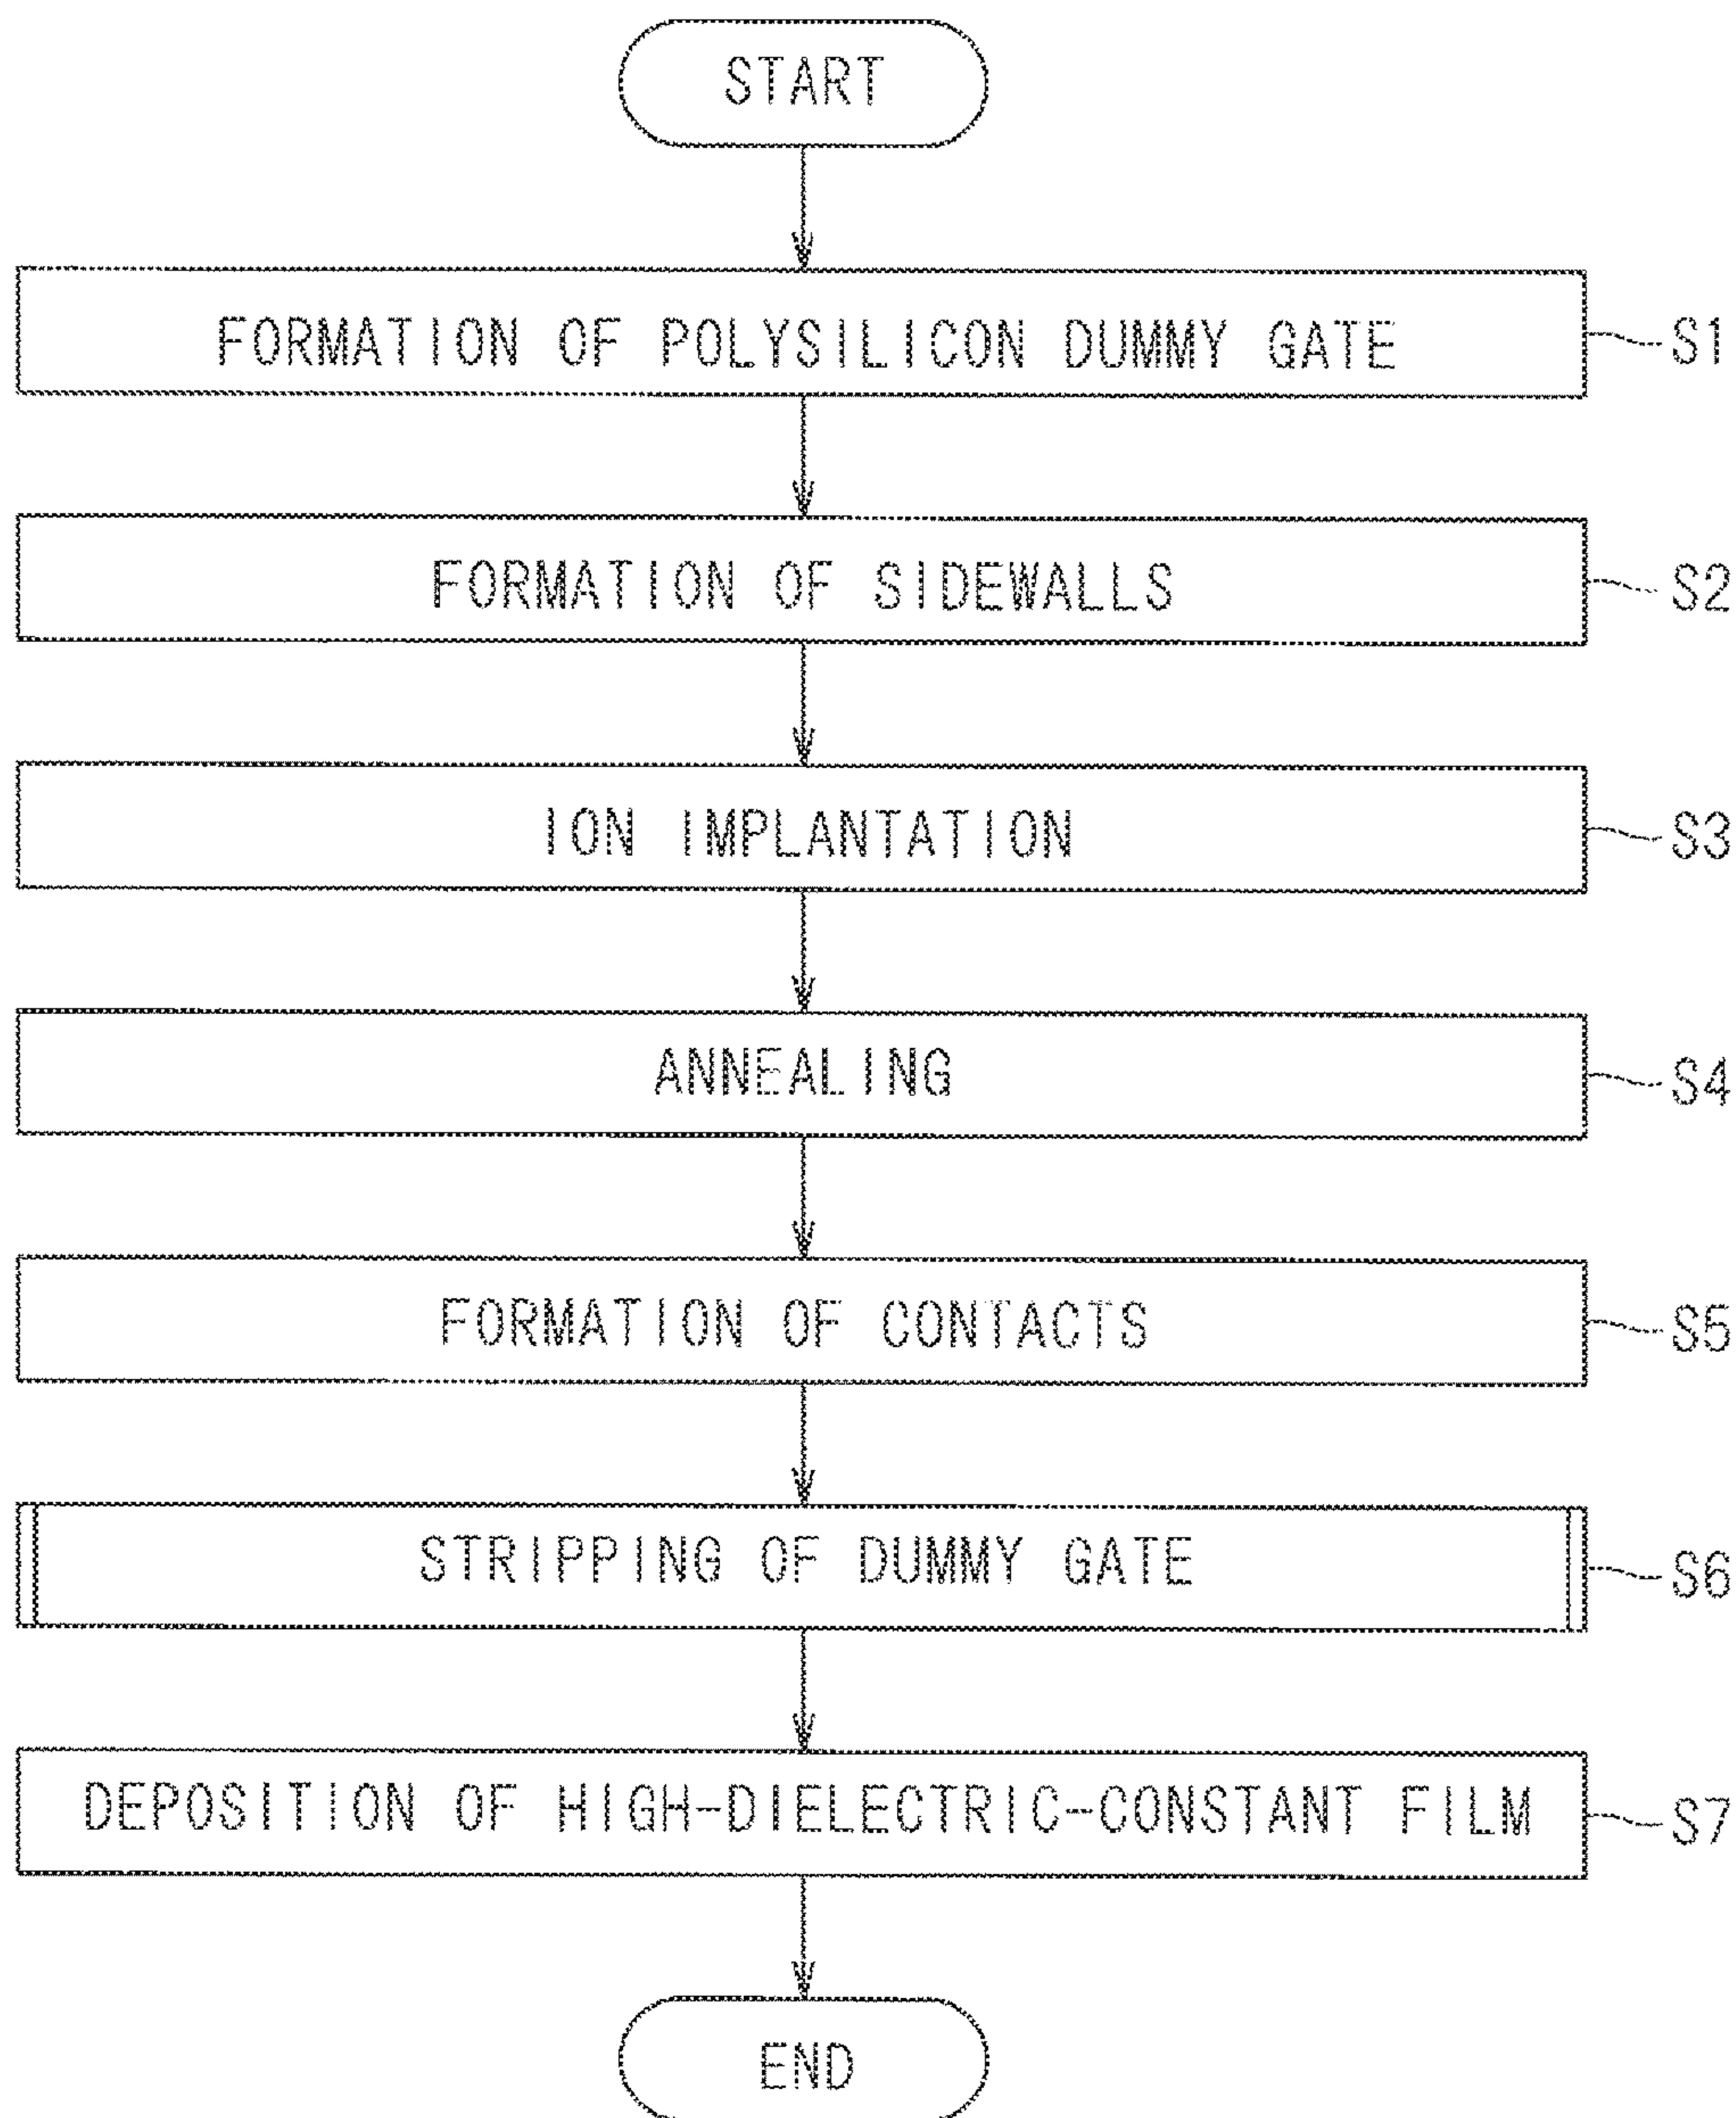 START
FORMATION OF POLYSILICON DUMMY GATE
S1
FORMATION OF SIDEWALLS
S2
ION IMPLANTATION
S3
ANNEALING
S4
FORMATION OF CONTACTS
S5
STRIPPING OF DUMMY GATE
S6
DEPOSITION OF HIGH-DIELECTRIC-CONSTANT FILM
S7
END